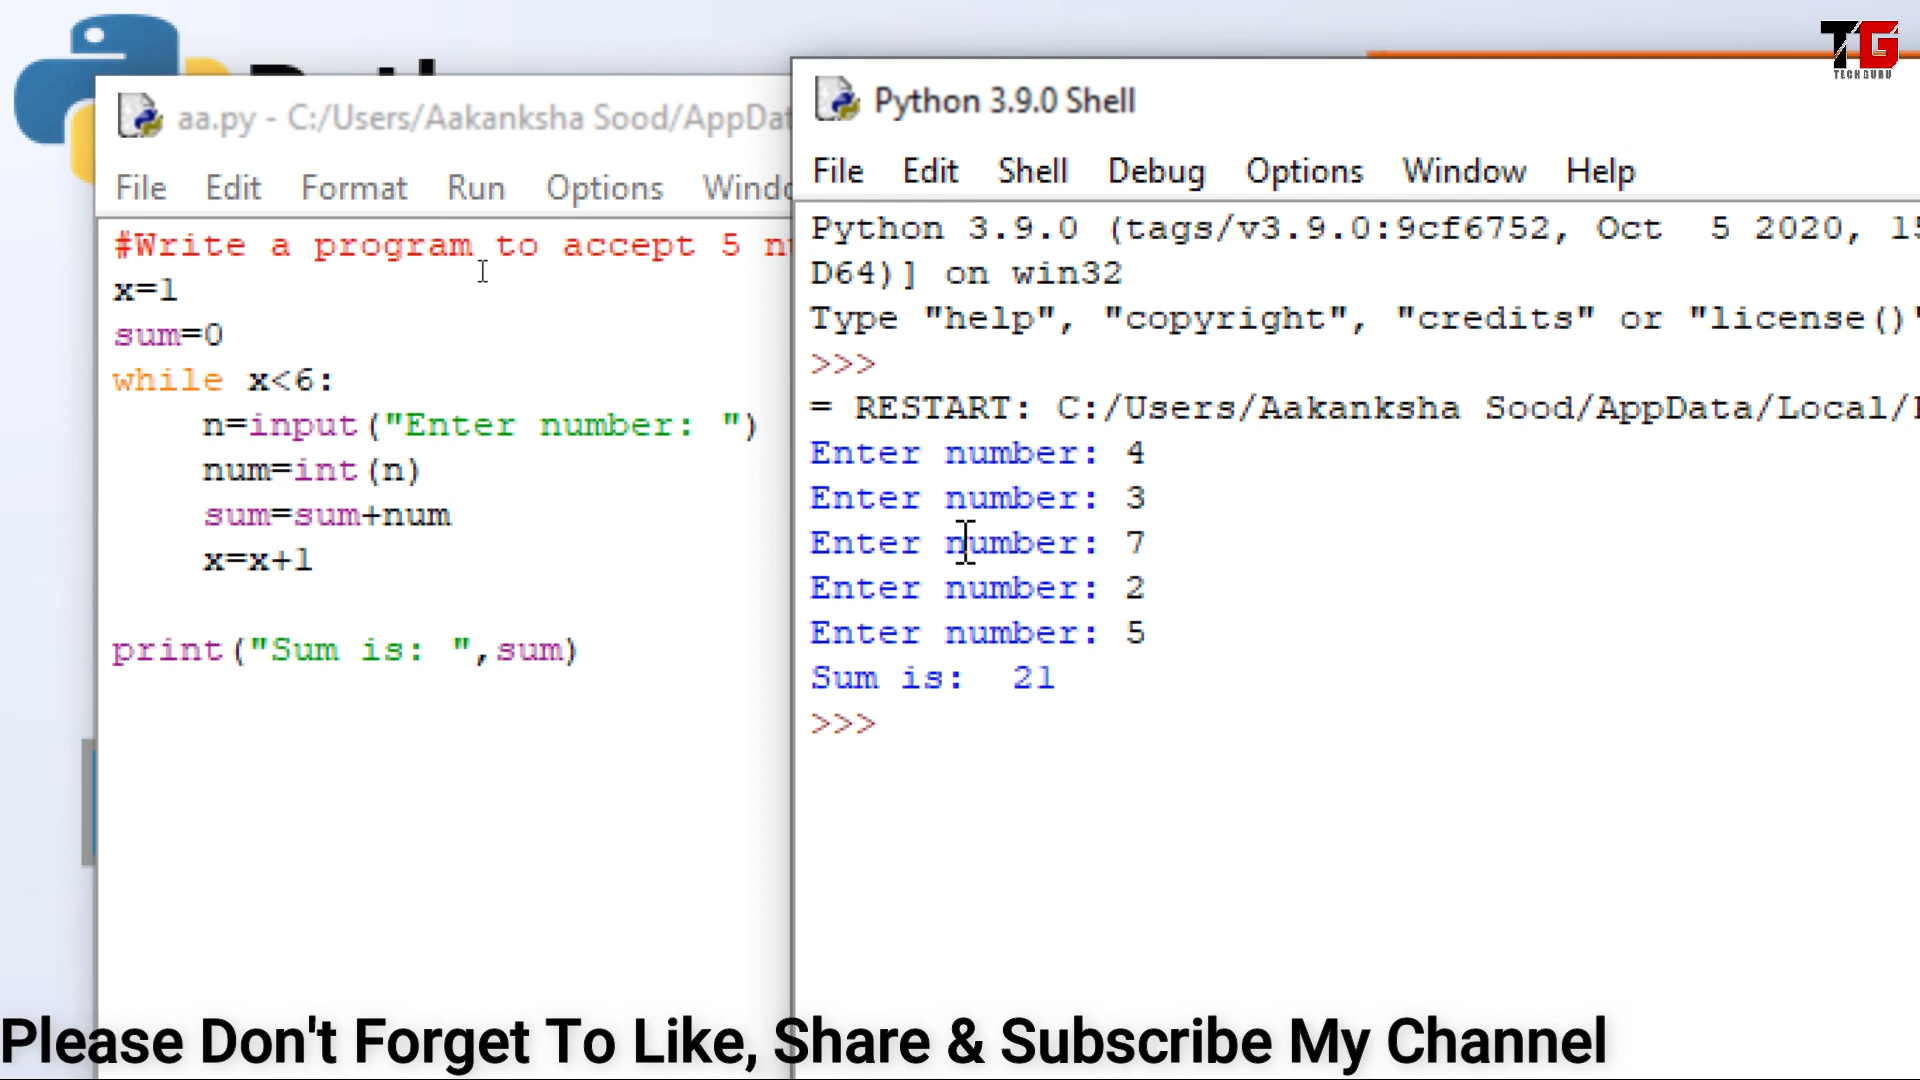 TG
TECHGURU
aa.py - C:/Users/Aakanksha Sood/AppDat
File Edit Format Run Options Windo
#Write a program to accept 5 nu
x=1
sum=0
while x<6:
    n=input("Enter number: ")
    num=int(n)
    sum=sum+num
    x=x+1
print("Sum is: ",sum)
Python 3.9.0 Shell
File Edit Shell Debug Options Window Help
Python 3.9.0 (tags/v3.9.0:9cf6752, Oct  5 2020, 15
D64)] on win32
Type "help", "copyright", "credits" or "license()"
>>>
= RESTART: C:/Users/Aakanksha Sood/AppData/Local/
Enter number: 4
Enter number: 3
Enter number: 7
Enter number: 2
Enter number: 5
Sum is:  21
>>>
Please Don't Forget To Like, Share & Subscribe My Channel